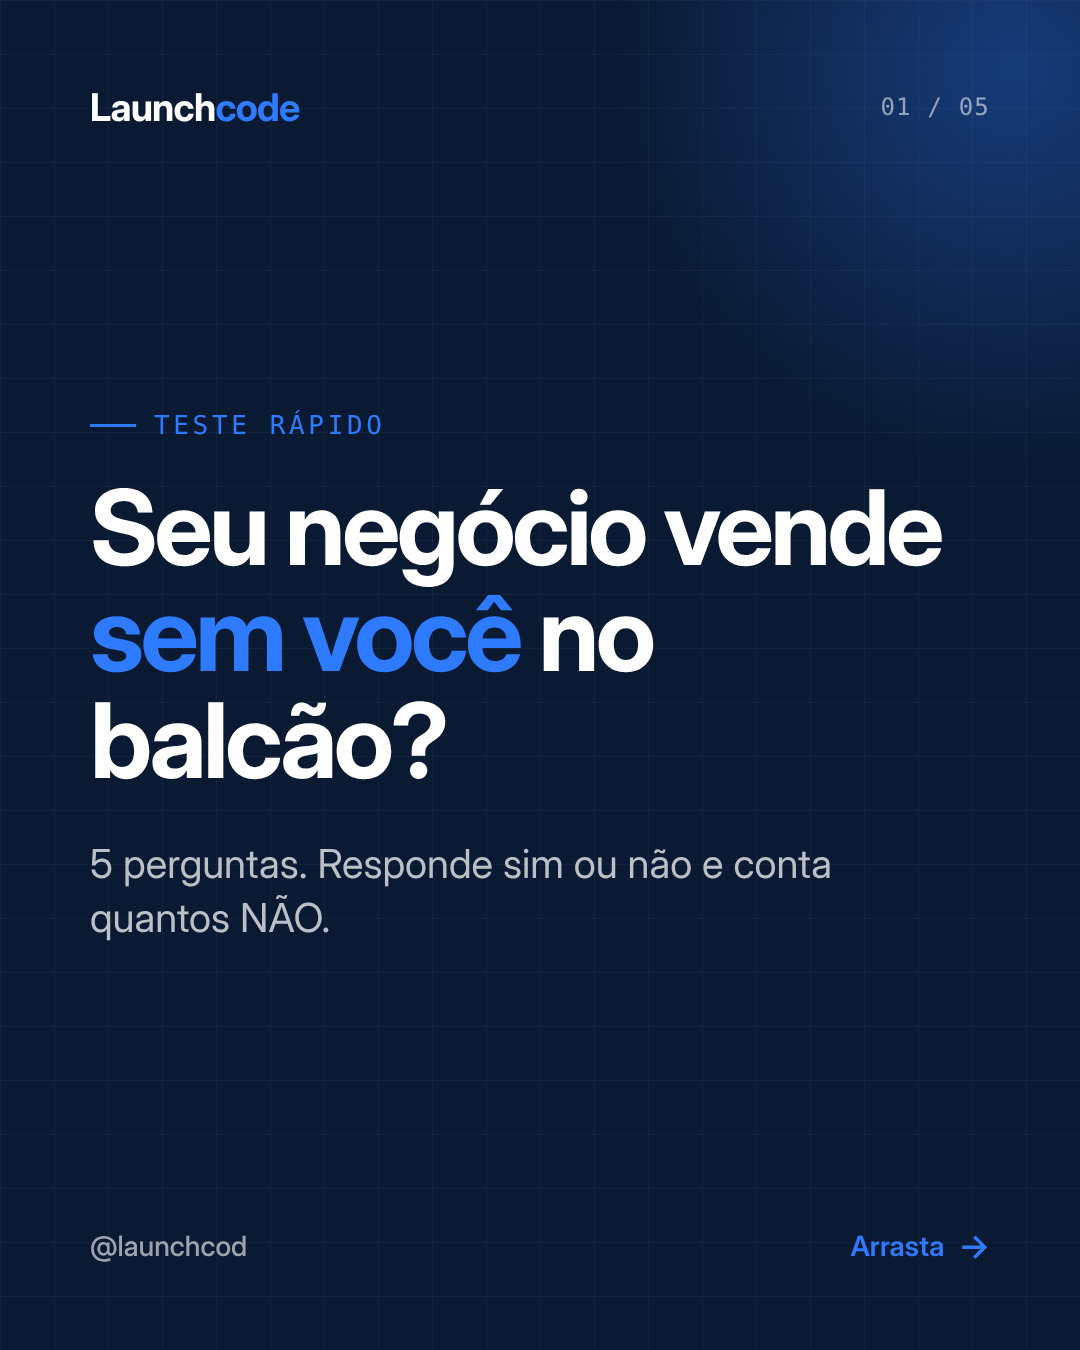 Launchcode
01 / 05
TESTE RÁPIDO
Seu negócio vende
sem você no
balcão?
5 perguntas. Responde sim ou não e conta
quantos NÃO.
@launchcod
Arrasta →